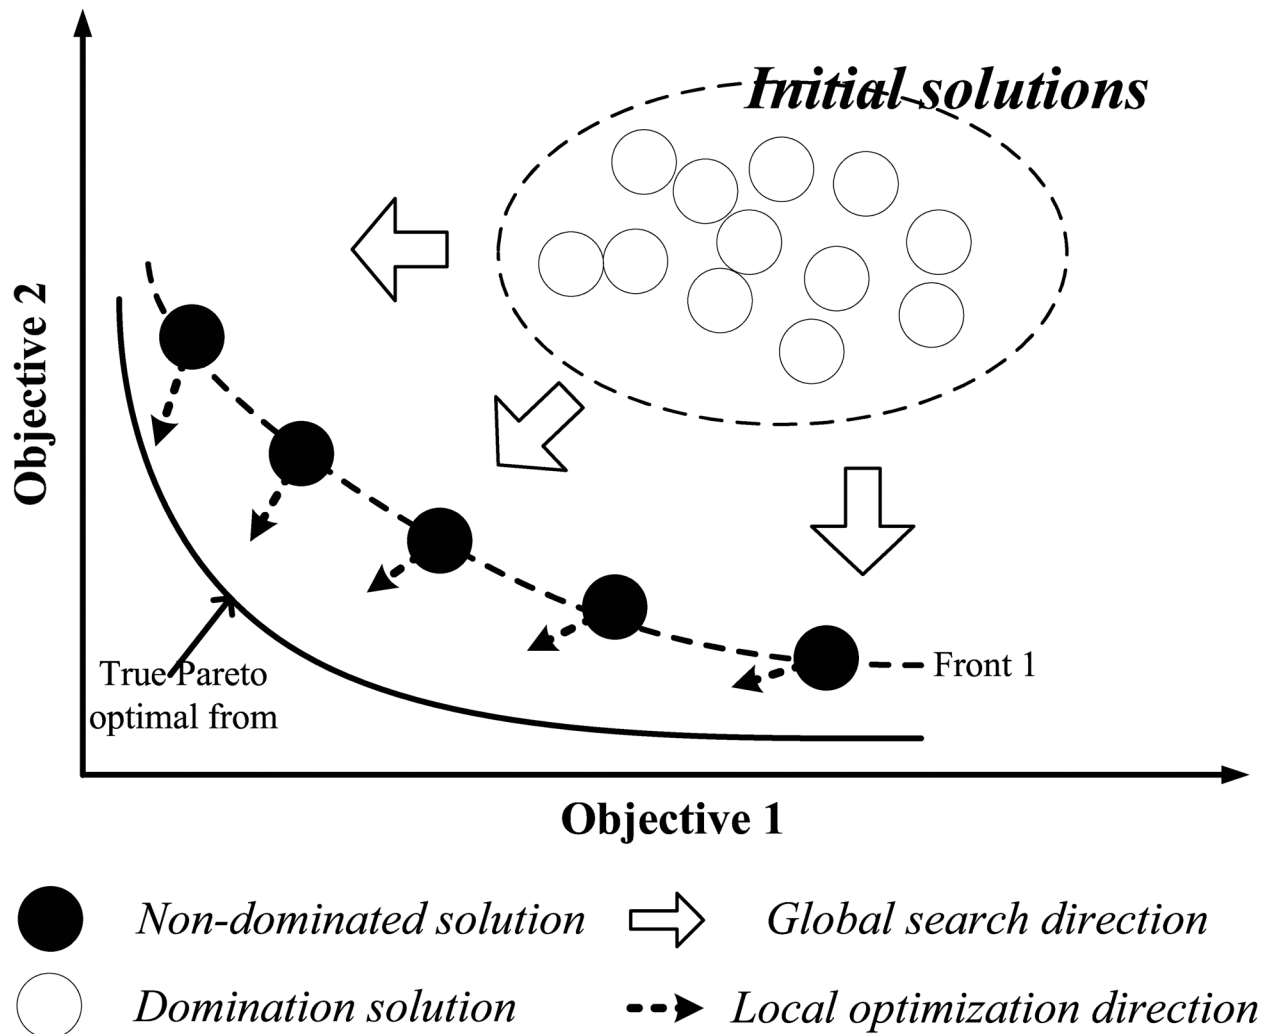 Initial solutions
Objective 2
Front 1
True Pareto
optimal from
Objective 1
Non-dominated solution
Global search direction
Domination solution
Local optimization direction